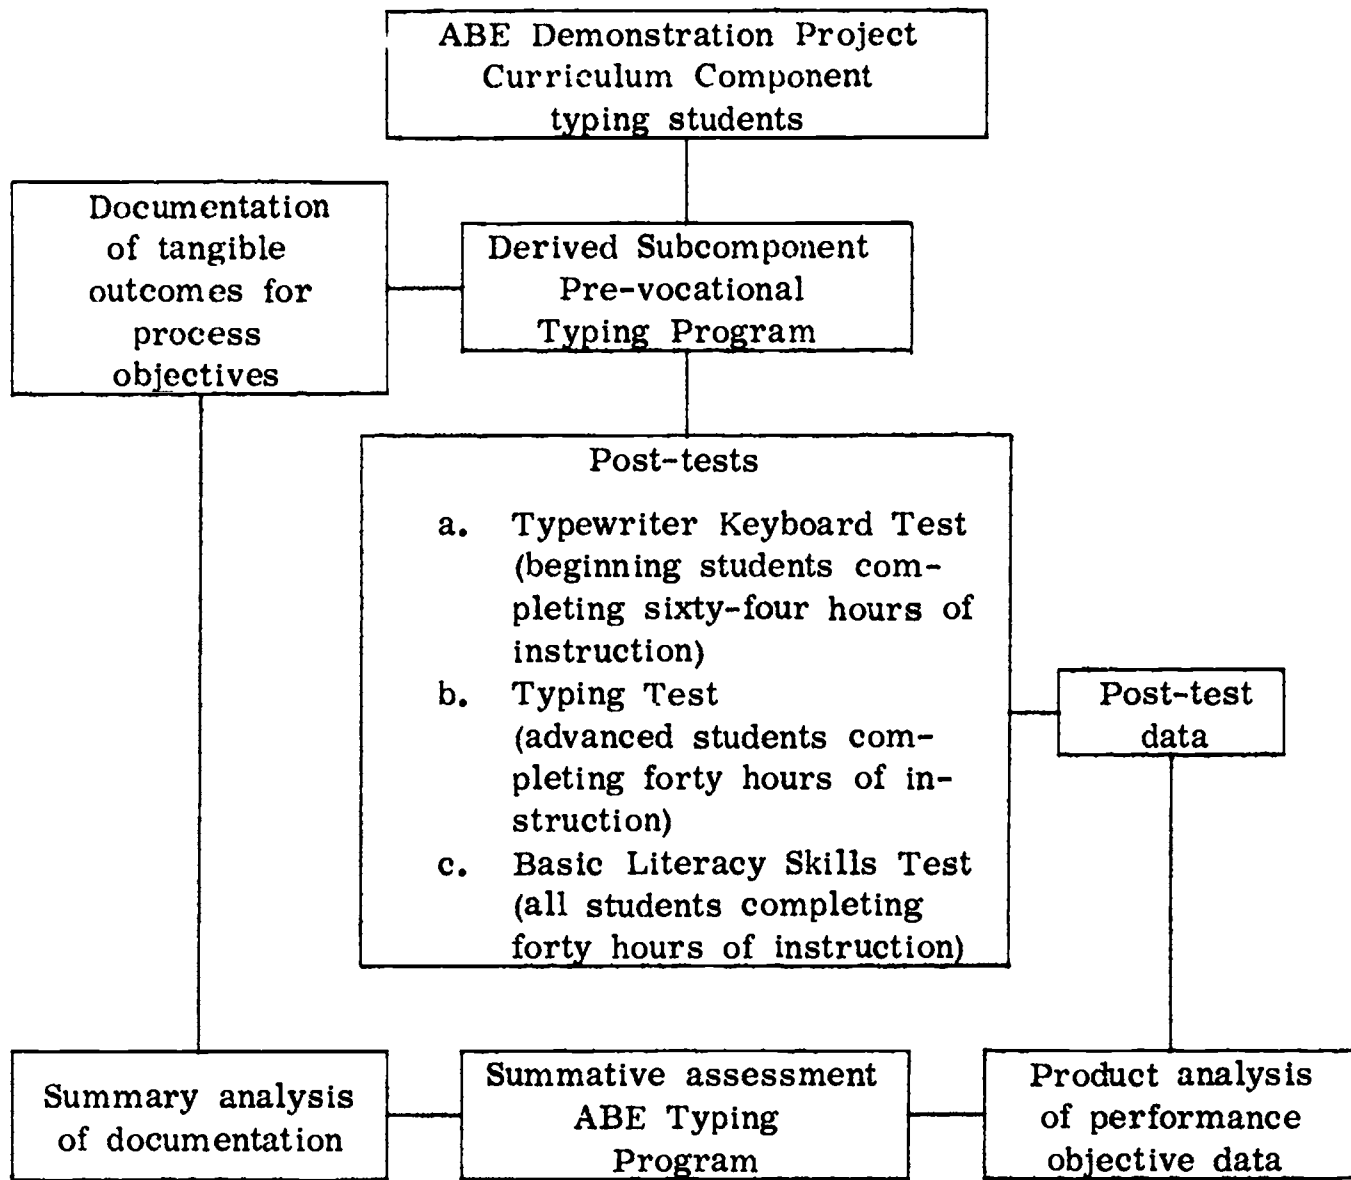 ABE Demonstration Project
Curriculum Component
typing students
Documentation
of tangible
outcomes for
process
objectives
Derived Subcomponent
Pre-vocational
Typing Program
Post-tests
a. Typewriter Keyboard Test
(beginning students com-
pleting sixty-four hours of
instruction)
b. Typing Test
(advanced students com-
pleting forty hours of in-
struction)
c. Basic Literacy Skills Test
(all students completing
forty hours of instruction)
Post-test
data
Summary analysis
of documentation
Summative assessment
ABE Typing
Program
Product analysis
of performance
objective data